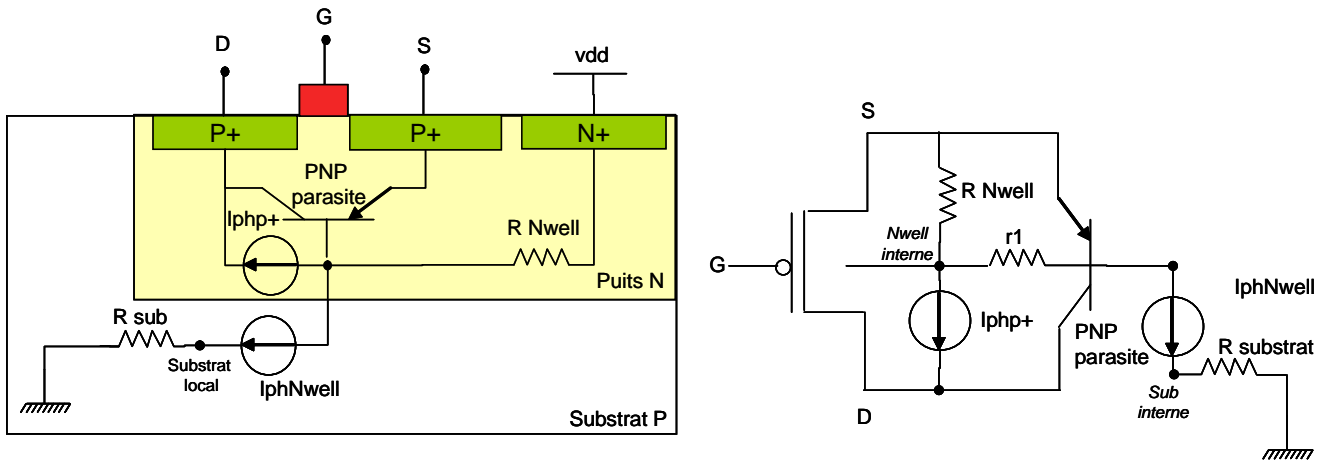 G
D
S
vdd
P+
P+
N+
PNP
parasite
Iphp+
R Nwell
Puits N
R sub
Substrat
local
IphNwell
Substrat P
S
R Nwell
Nwell
interne
r1
G
Iphp+
PNP
parasite
IphNwell
R substrat
Sub
interne
D